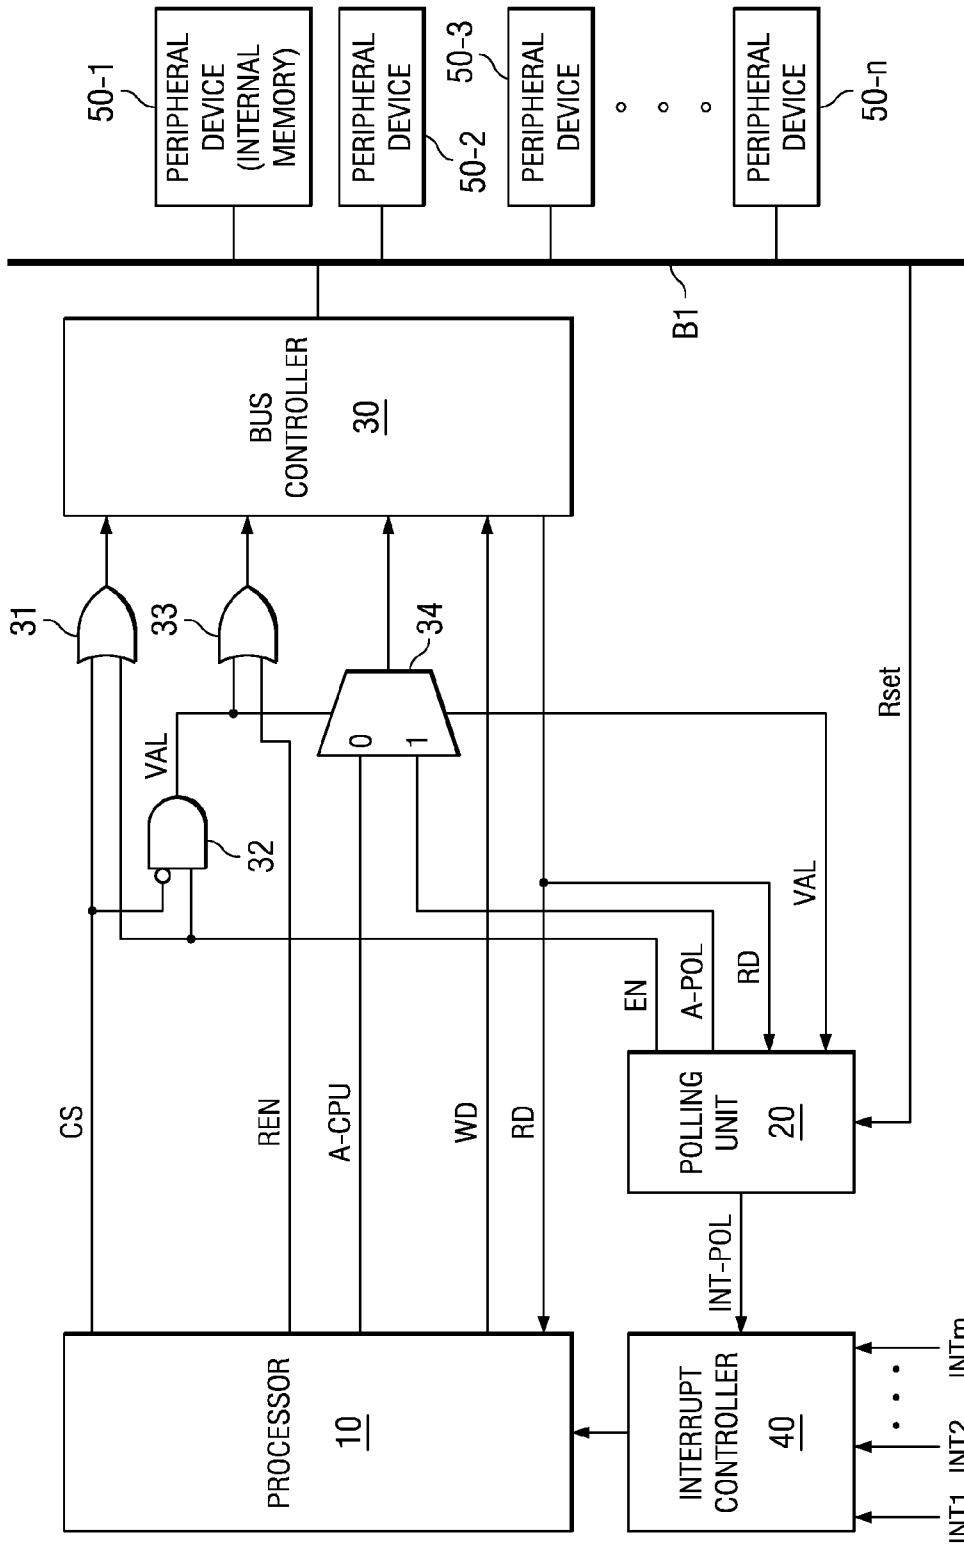 50-1
PERIPHERAL
DEVICE
(INTERNAL
MEMORY)
PERIPHERAL
DEVICE
50-2
50-3
PERIPHERAL
DEVICE
PERIPHERAL
DEVICE
50-n
B1
BUS
CONTROLLER
30
31
33
34
VAL
32
0
1
Rset
VAL
EN
A-POL
RD
CS
REN
A-CPU
WD
RD
POLLING
UNIT
20
INT-POL
PROCESSOR
10
INTERRUPT
CONTROLLER
40
INT1
INT2
INTm